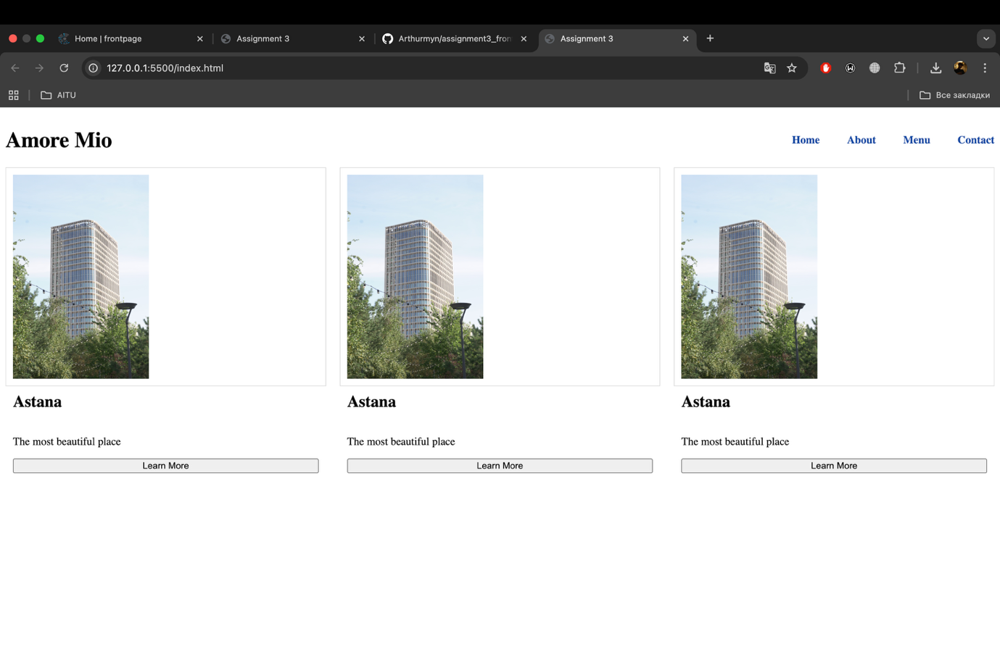 Home | frontpage
Assignment 3
Arthurmyn/assignment3_fron
Assignment 3
127.0.0.1:5500/index.html
AITU
Все закладки
Amore Mio
Home About Menu Contact
Astana Astana Astana
The most beautiful place The most beautiful place The most beautiful place
Learn More Learn More Learn More